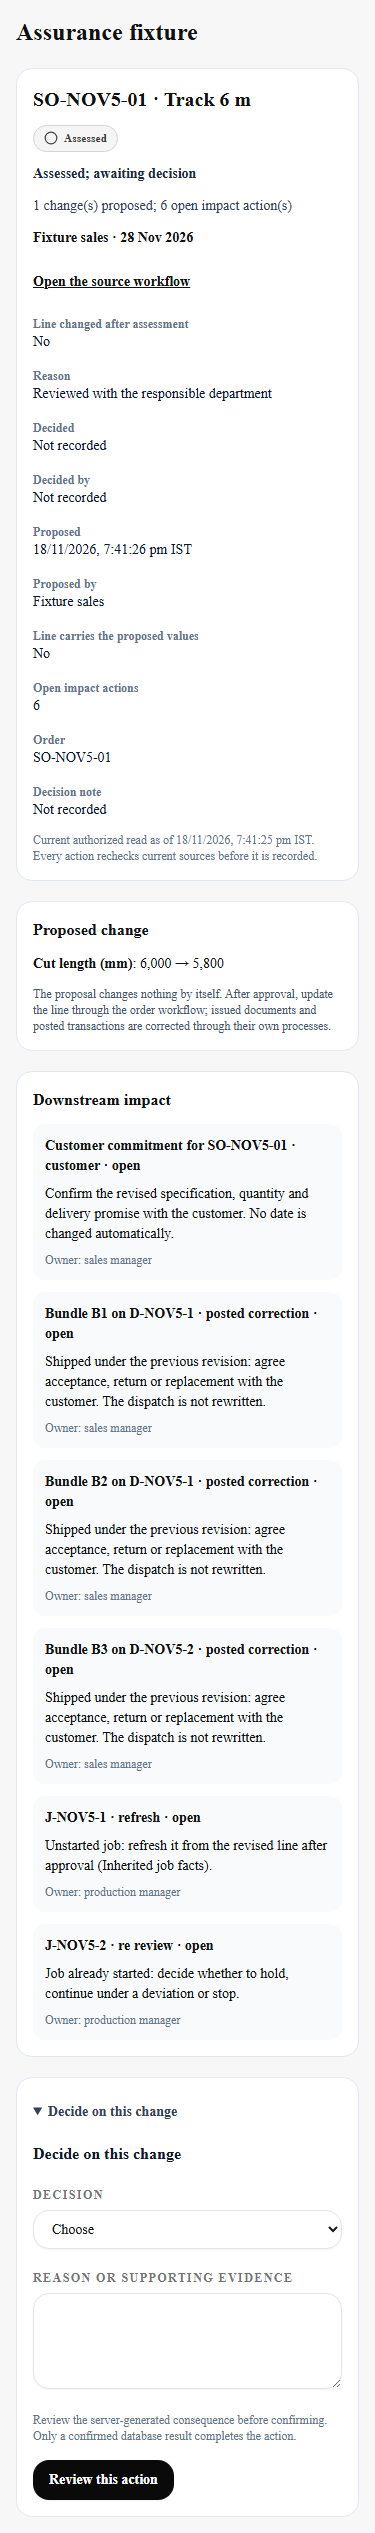 Assurance fixture
SO-NOV5-01 · Track 6 m
Assessed
Assessed; awaiting decision
1 change(s) proposed; 6 open impact action(s)
Fixture sales · 28 Nov 2026
Open the source workflow
Line changed after assessment
No
Reason
Reviewed with the responsible department
Decided
Not recorded
Decided by
Not recorded
Proposed
18/11/2026, 7:41:26 pm IST
Proposed by
Fixture sales
Line carries the proposed values
No
Open impact actions
6
Order
SO-NOV5-01
Decision note
Not recorded
Current authorized read as of 18/11/2026, 7:41:25 pm IST.
Every action rechecks current sources before it is recorded.
Proposed change
Cut length (mm): 6,000 → 5,800
The proposal changes nothing by itself. After approval, update
the line through the order workflow; issued documents and
posted transactions are corrected through their own processes.
Downstream impact
Customer commitment for SO-NOV5-01 ·
customer · open
Confirm the revised specification, quantity and
delivery promise with the customer. No date is
changed automatically.
Owner: sales manager
Bundle B1 on D-NOV5-1 · posted correction ·
open
Shipped under the previous revision: agree
acceptance, return or replacement with the
customer. The dispatch is not rewritten.
Owner: sales manager
Bundle B2 on D-NOV5-1 · posted correction ·
open
Shipped under the previous revision: agree
acceptance, return or replacement with the
customer. The dispatch is not rewritten.
Owner: sales manager
Bundle B3 on D-NOV5-2 · posted correction ·
open
Shipped under the previous revision: agree
acceptance, return or replacement with the
customer. The dispatch is not rewritten.
Owner: sales manager
J-NOV5-1 · refresh · open
Unstarted job: refresh it from the revised line after
approval (Inherited job facts).
Owner: production manager
J-NOV5-2 · re review · open
Job already started: decide whether to hold,
continue under a deviation or stop.
Owner: production manager
▼ Decide on this change
Decide on this change
DECISION
Choose
REASON OR SUPPORTING EVIDENCE
Review the server-generated consequence before confirming.
Only a confirmed database result completes the action.
Review this action